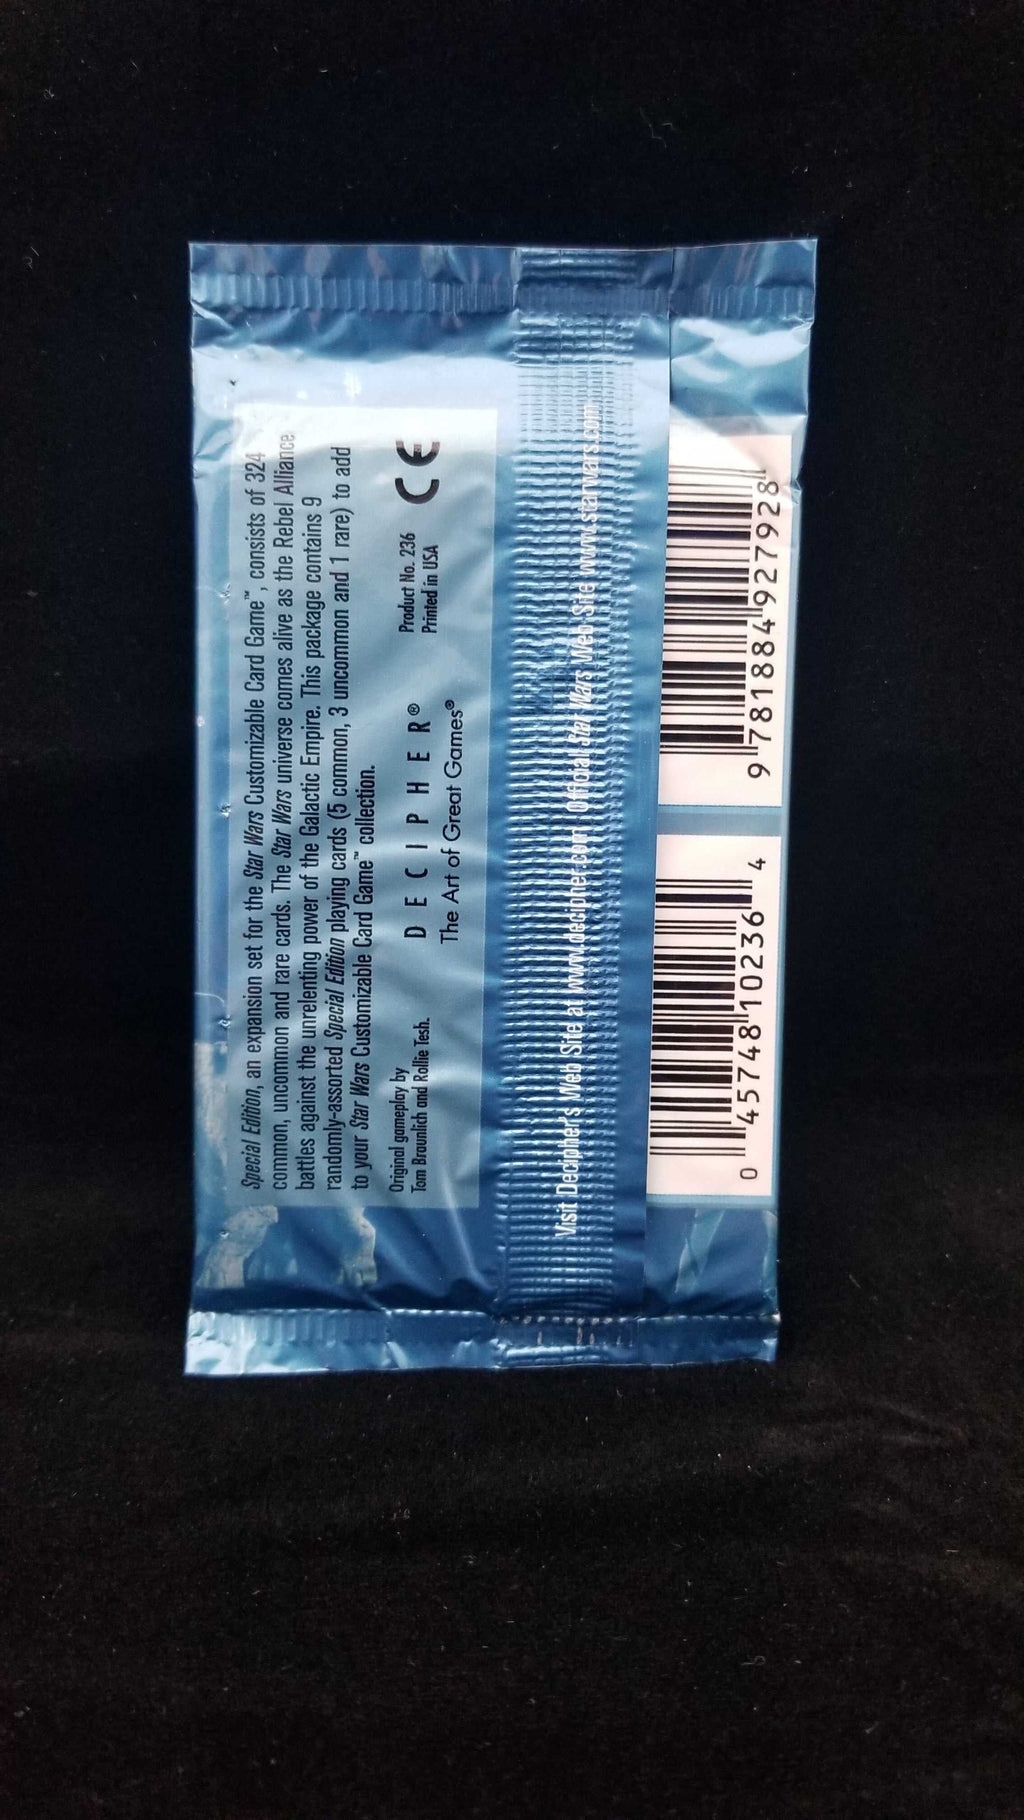 Special Edition, an expansion set for the Star Wars Customizable Card Game™, consists of 324
common, uncommon and rare cards. The Star Wars universe comes alive as the Rebel Alliance
battles against the unrelenting power of the Galactic Empire. This package contains 9
randomly-assorted Special Edition playing cards (5 common, 3 uncommon and 1 rare) to add
to your Star Wars Customizable Card Game™ collection.
Original gameplay by
Tom Braunlich and Rollie Tesh.
DECIPHER®
The Art of Great Games®
Product No. 236
Printed in USA
CE
Visit Decipher's Web Site at www.decipher.com Official Star Wars Web Site www.starwars.com
0 45748 10236 4
9 781884 927928